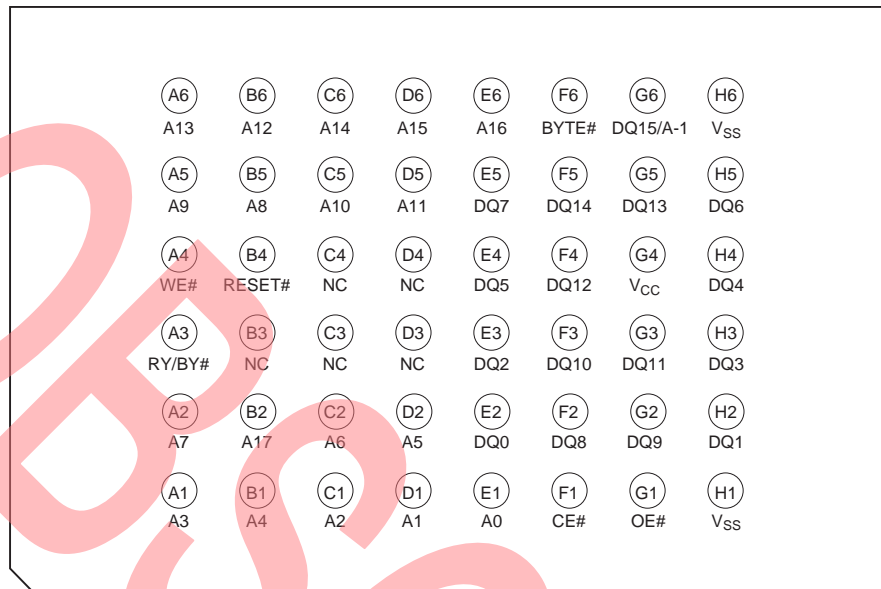 A6 B6 C6 D6 E6 F6 G6 H6
A13 A12 A14 A15 A16 BYTE# DQ15/A-1 VSS
A5 B5 C5 D5 E5 F5 G5 H5
A9 A8 A10 A11 DQ7 DQ14 DQ13 DQ6
A4 B4 C4 D4 E4 F4 G4 H4
WE# RESET# NC NC DQ5 DQ12 VCC DQ4
A3 B3 C3 D3 E3 F3 G3 H3
RY/BY# NC NC NC DQ2 DQ10 DQ11 DQ3
A2 B2 C2 D2 E2 F2 G2 H2
A7 A17 A6 A5 DQ0 DQ8 DQ9 DQ1
A1 B1 C1 D1 E1 F1 G1 H1
A3 A4 A2 A1 A0 CE# OE# VSS